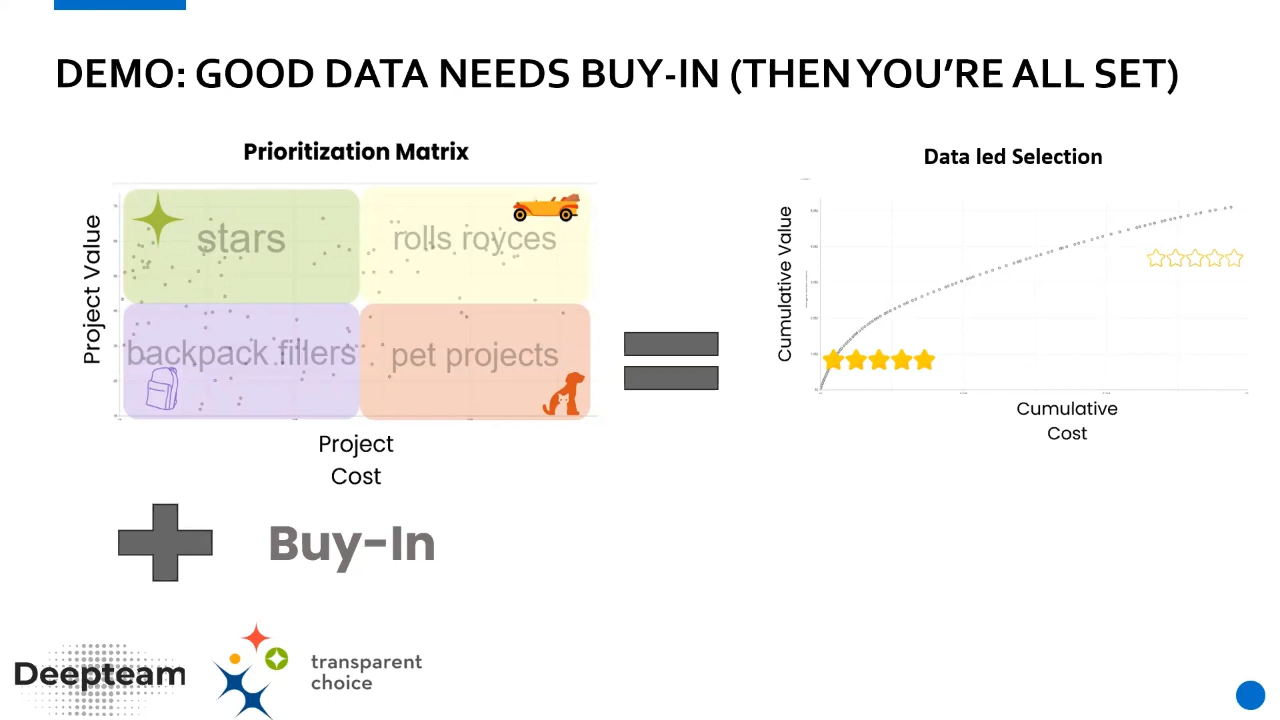 DEMO: GOOD DATA NEEDS BUY-IN (THEN YOU'RE ALL SET)
Prioritization Matrix
Project Value
stars
rolls royces
backpack fillers
pet projects
Project
Cost
Buy-In
Data led Selection
Cumulative Value
Cumulative
Cost
Deepteam
transparent
choice